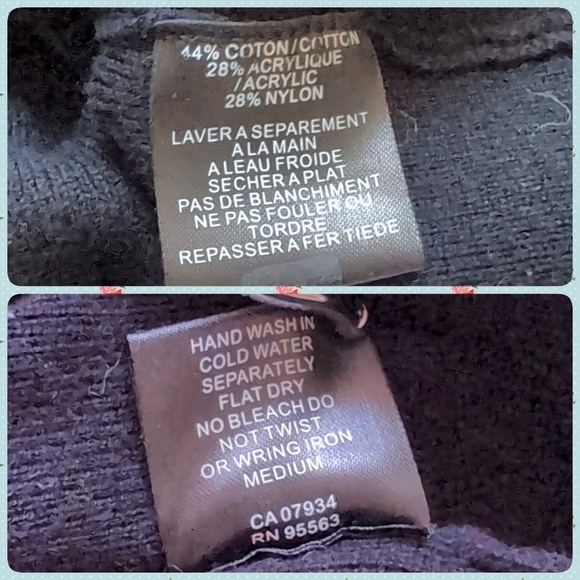 44% COTON/COTTON
28% ACRYLIQUE
/ACRYLIC
28% NYLON
LAVER A SEPAREMENT
A LA MAIN
A LEAU FROIDE
SECHER A PLAT
PAS DE BLANCHIMENT
NE PAS FOULER OU
TORDRE
REPASSER A FER TIEDE
HAND WASH IN
COLD WATER
SEPARATELY
FLAT DRY
NO BLEACH DO
NOT TWIST
OR WRING IRON
MEDIUM
CA 07934
RN 95563